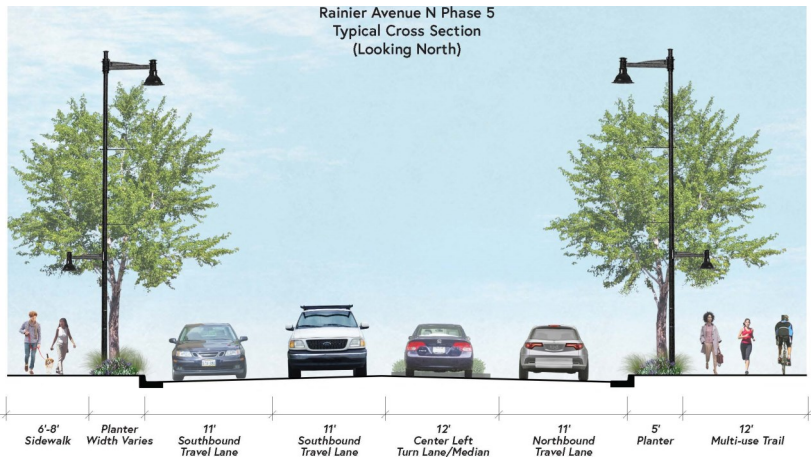 Rainier Avenue N Phase 5
Typical Cross Section
(Looking North)
6'-8'
Sidewalk
Planter
Width Varies
11'
Southbound
Travel Lane
11'
Southbound
Travel Lane
12'
Center Left
Turn Lane/Median
11'
Northbound
Travel Lane
5'
Planter
12'
Multi-use Trail